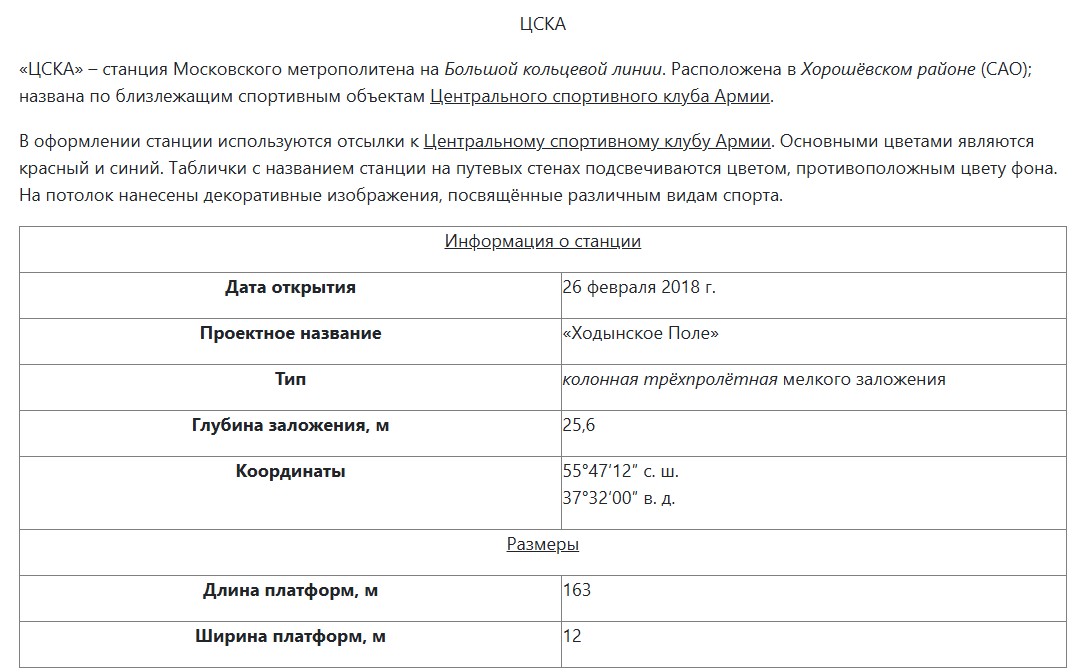 ЦСКА
«ЦСКА» – станция Московского метрополитена на Большой кольцевой линии. Расположена в Хорошёвском районе (САО);
названа по близлежащим спортивным объектам Центрального спортивного клуба Армии.
В оформлении станции используются отсылки к Центральному спортивному клубу Армии. Основными цветами являются
красный и синий. Таблички с названием станции на путевых стенах подсвечиваются цветом, противоположным цвету фона.
На потолок нанесены декоративные изображения, посвящённые различным видам спорта.
Информация о станции
Дата открытия 26 февраля 2018 г.
Проектное название «Ходынское Поле»
Тип колонная трёхпролётная мелкого заложения
Глубина заложения, м 25,6
Координаты 55°47′12″ с. ш.
37°32′00″ в. д.
Размеры
Длина платформ, м 163
Ширина платформ, м 12